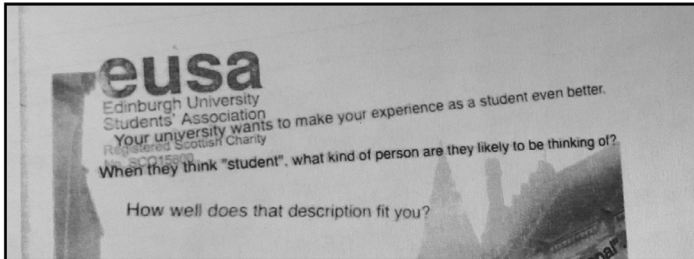 eusa
Edinburgh University
Students' Association
Your university wants to make your experience as a student even better.
Registered Scottish Charity
When they think "student", what kind of person are they likely to be thinking of?
How well does that description fit you?